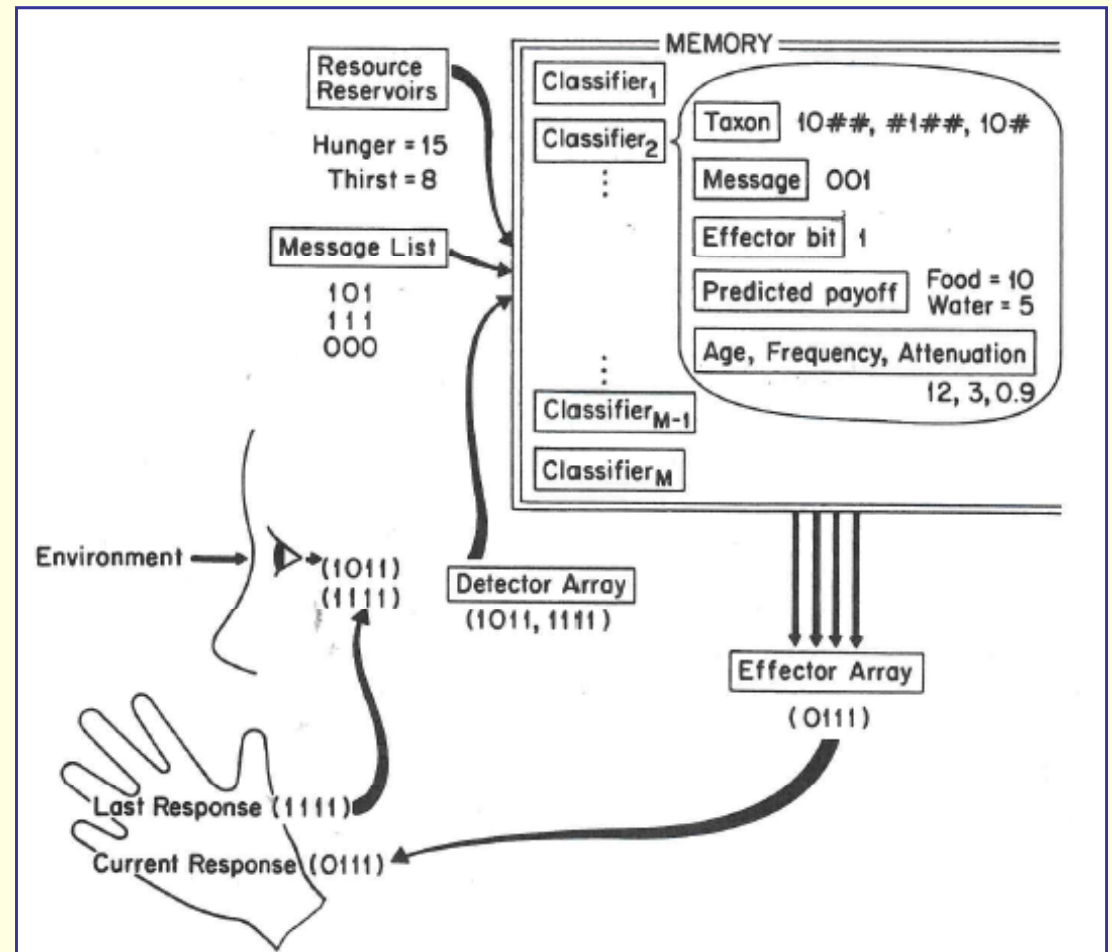 MEMORY
Resource
Reservoirs
Hunger = 15
Thirst = 8
Message List
101
111
000
Classifier1
Classifier2
⋮
⋮
ClassifierM-1
ClassifierM
Taxon 10##, #1##, 10#
Message 001
Effector bit 1
Predicted payoff Food = 10
Water = 5
Age, Frequency, Attenuation
12, 3, 0.9
Environment
(1011)
(1111)
Detector Array
(1011, 1111)
Effector Array
(0111)
Last Response (1111)
Current Response (0111)